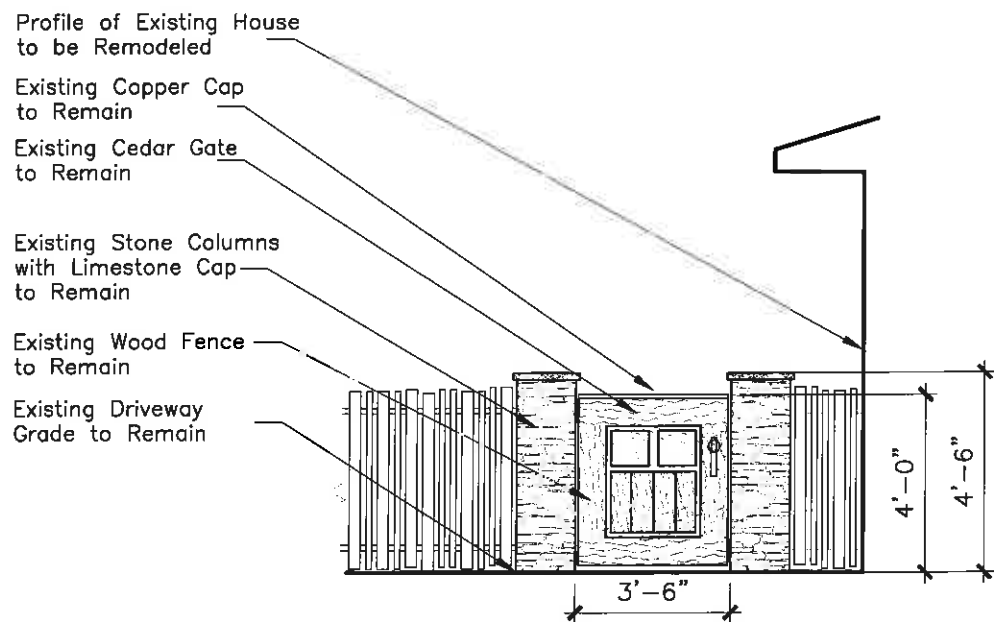 Profile of Existing House
to be Remodeled
Existing Copper Cap
to Remain
Existing Cedar Gate
to Remain
Existing Stone Columns
with Limestone Cap
to Remain
Existing Wood Fence
to Remain
Existing Driveway
Grade to Remain
4'-0"
4'-6"
3'-6"